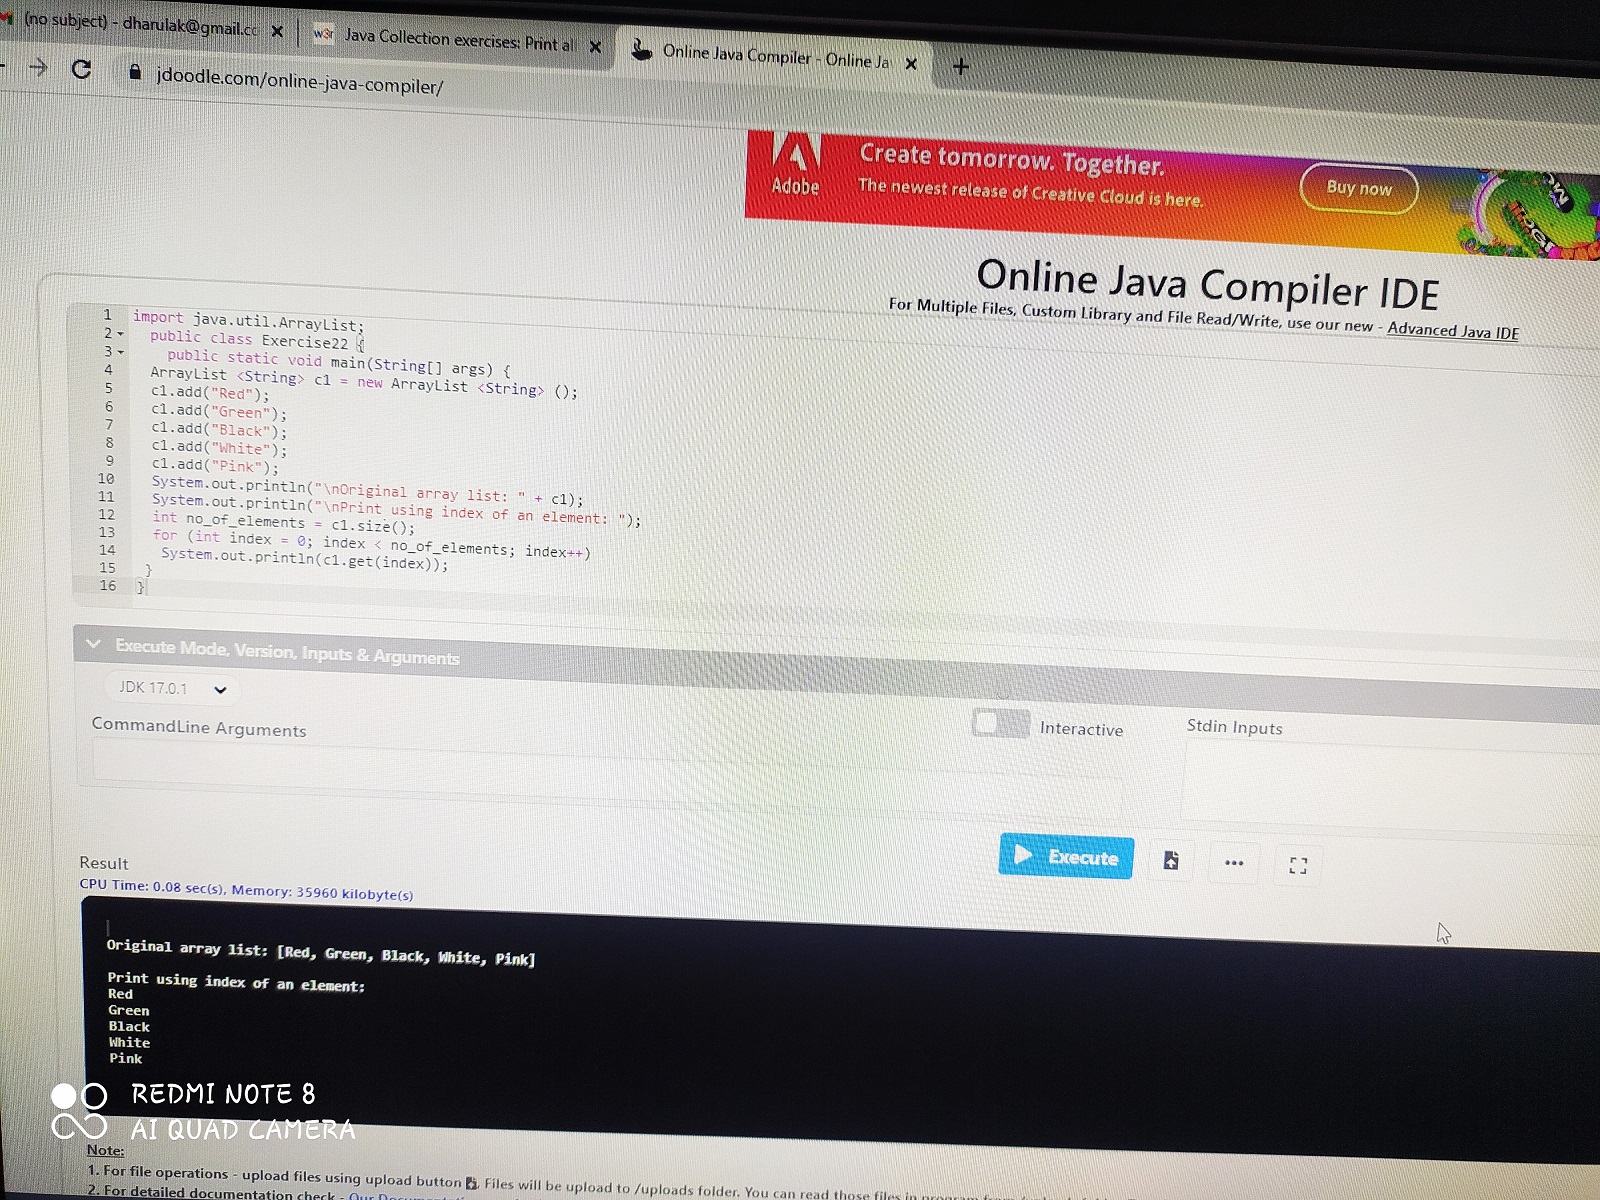 (no subject) - dharulak@gmail.cc
w3r Java Collection exercises: Print all
Online Java Compiler - Online Ja
jdoodle.com/online-java-compiler/
Adobe
Create tomorrow. Together.
The newest release of Creative Cloud is here.
Buy now
Online Java Compiler IDE
For Multiple Files, Custom Library and File Read/Write, use our new - Advanced Java IDE
1 import java.util.ArrayList;
2 public class Exercise22 {
3 public static void main(String[] args) {
4 ArrayList <String> c1 = new ArrayList <String> ();
5 c1.add("Red");
6 c1.add("Green");
7 c1.add("Black");
8 c1.add("White");
9 c1.add("Pink");
10 System.out.println("\nOriginal array list: " + c1);
11 System.out.println("\nPrint using index of an element: ");
12 int no_of_elements = c1.size();
13 for (int index = 0; index < no_of_elements; index++)
14 System.out.println(c1.get(index));
15 }
16 }
Execute Mode, Version, Inputs & Arguments
JDK 17.0.1
CommandLine Arguments
Interactive
Stdin Inputs
Execute
Result
CPU Time: 0.08 sec(s), Memory: 35960 kilobyte(s)
Original array list: [Red, Green, Black, White, Pink]
Print using index of an element:
Red
Green
Black
White
Pink
REDMI NOTE 8
AI QUAD CAMERA
Note:
1. For file operations - upload files using upload button . Files will be upload to /uploads folder. You can read those files in program from
2. For detailed documentation check - Our